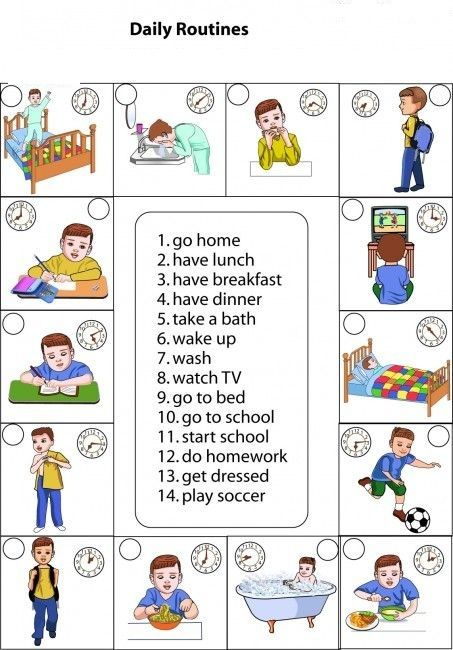 Daily Routines
1. go home
2. have lunch
3. have breakfast
4. have dinner
5. take a bath
6. wake up
7. wash
8. watch TV
9. go to bed
10. go to school
11. start school
12. do homework
13. get dressed
14. play soccer